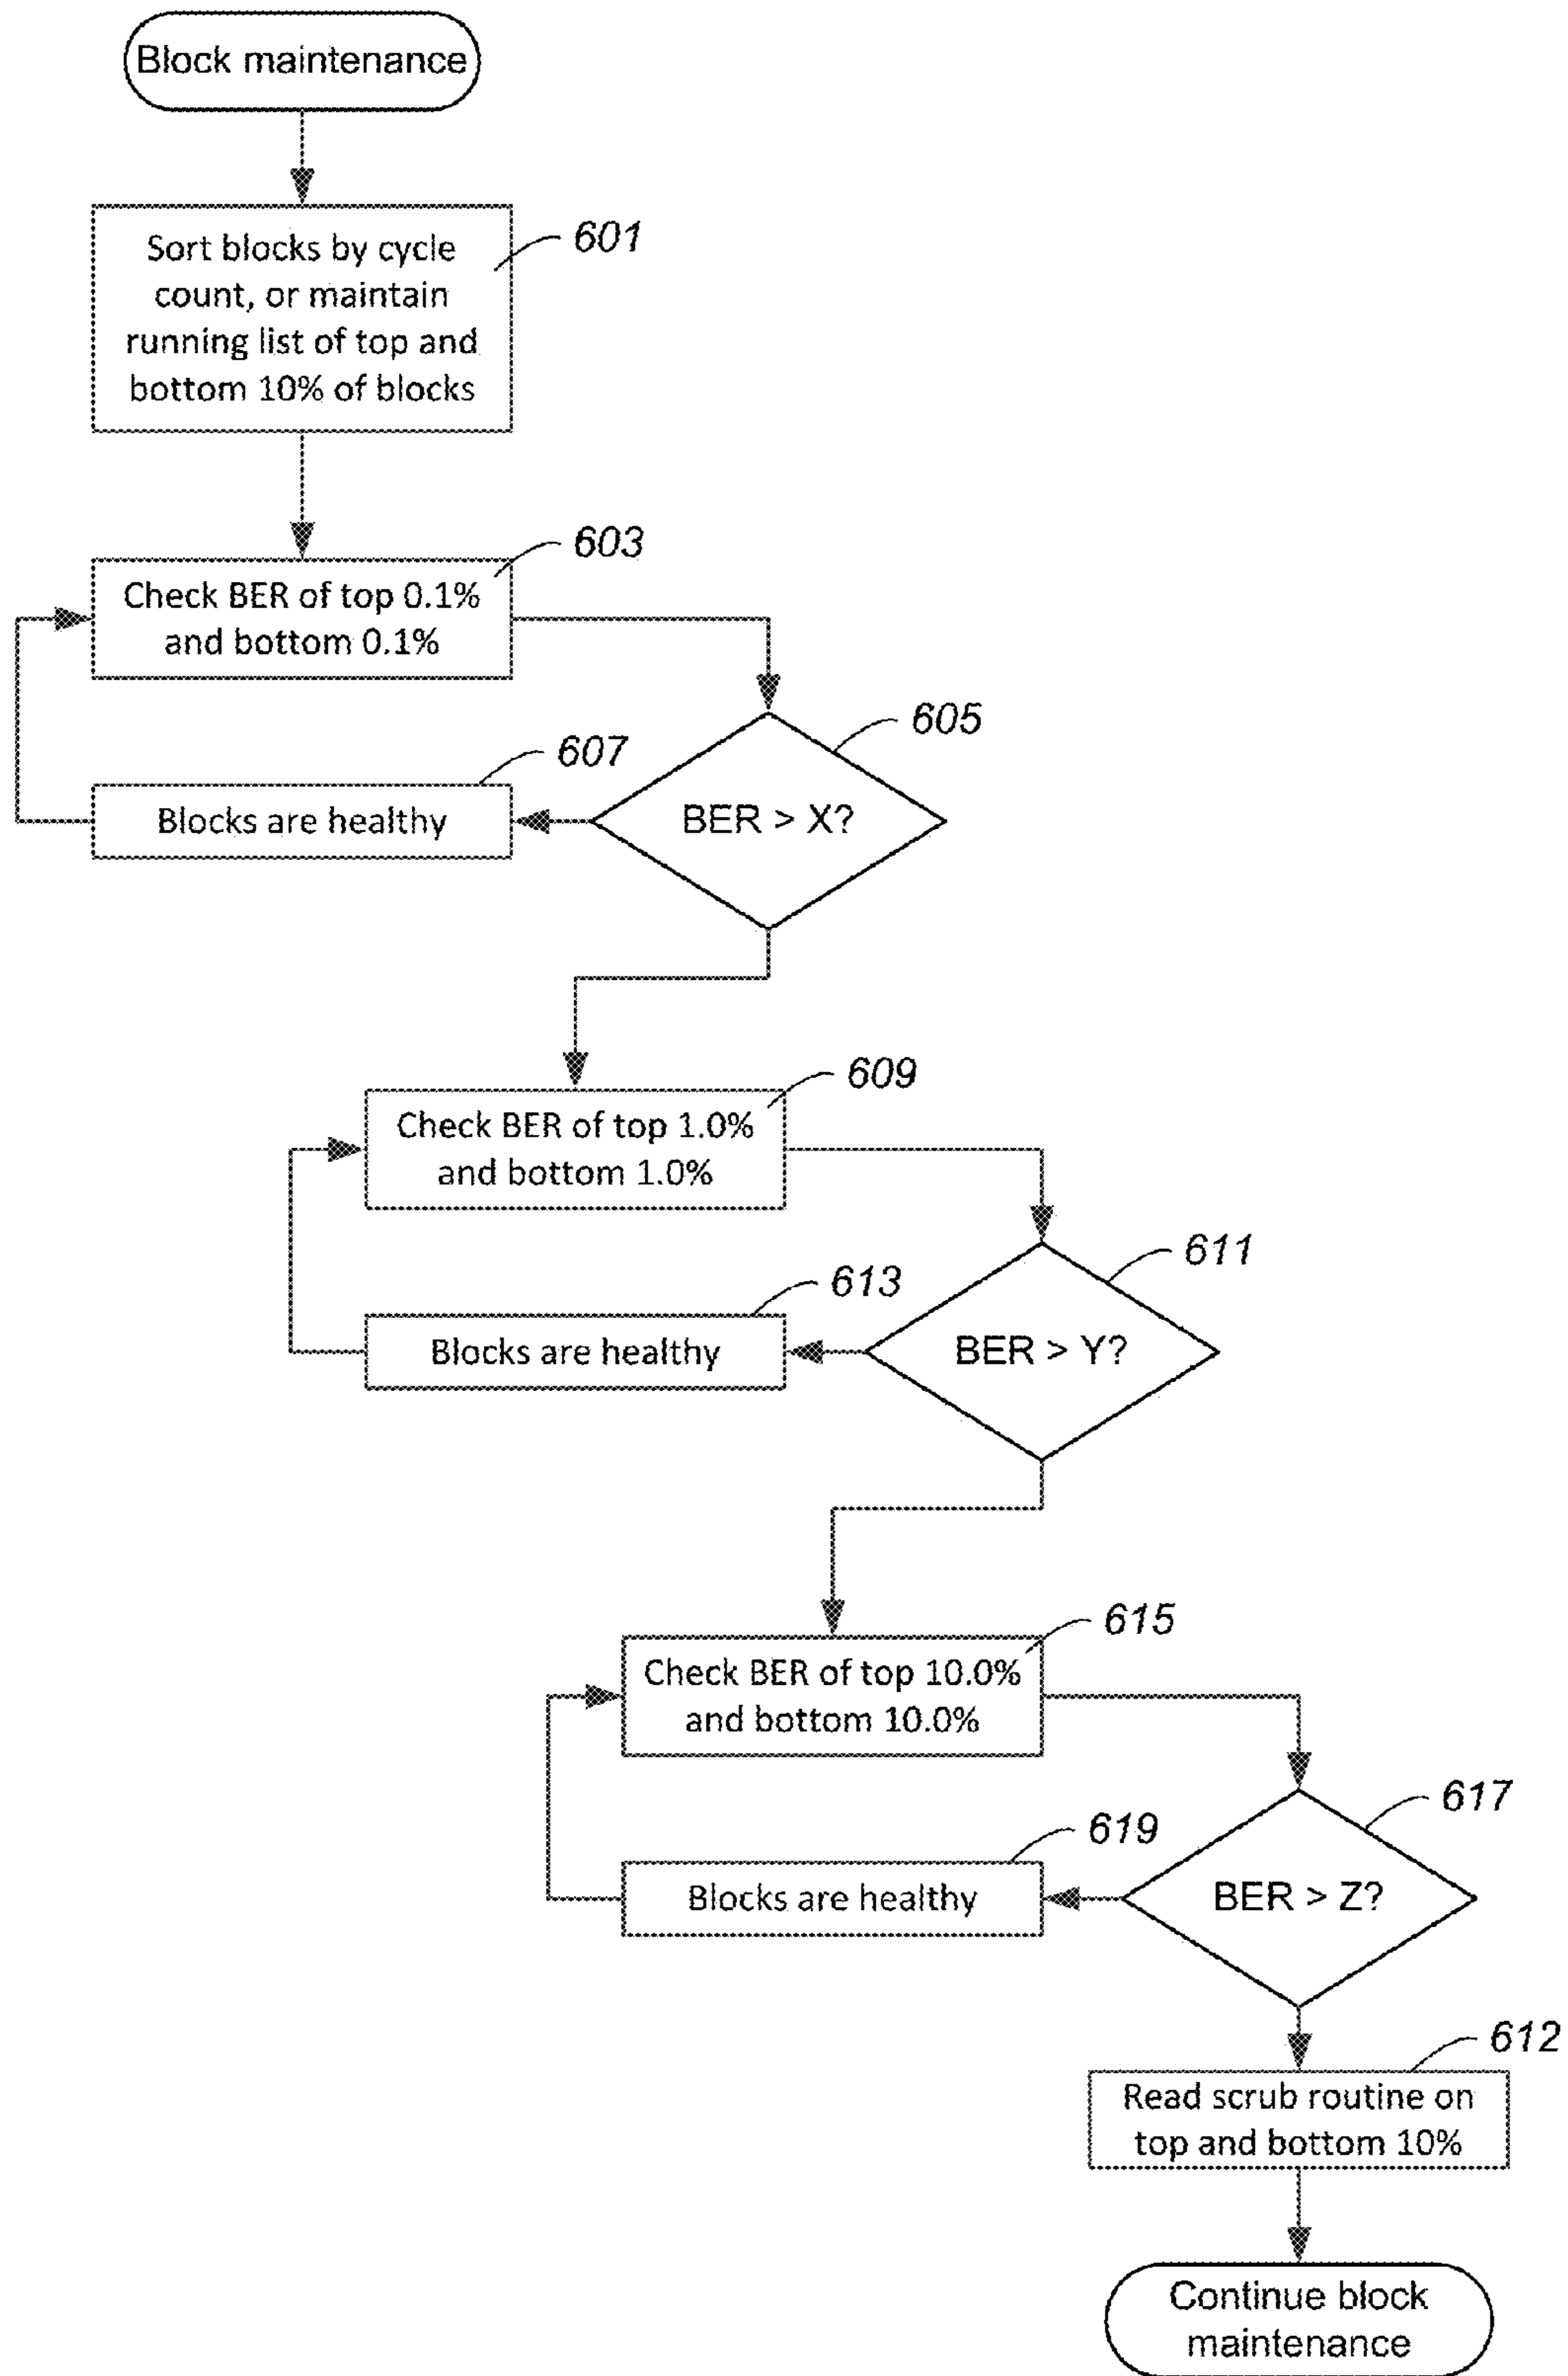 Block maintenance
Sort blocks by cycle
count, or maintain
running list of top and
bottom 10% of blocks
601
603
Check BER of top 0.1%
and bottom 0.1%
605
607
BER > X?
Blocks are healthy
609
Check BER of top 1.0%
and bottom 1.0%
611
613
BER > Y?
Blocks are healthy
615
Check BER of top 10.0%
and bottom 10.0%
617
619
BER > Z?
Blocks are healthy
612
Read scrub routine on
top and bottom 10%
Continue block
maintenance